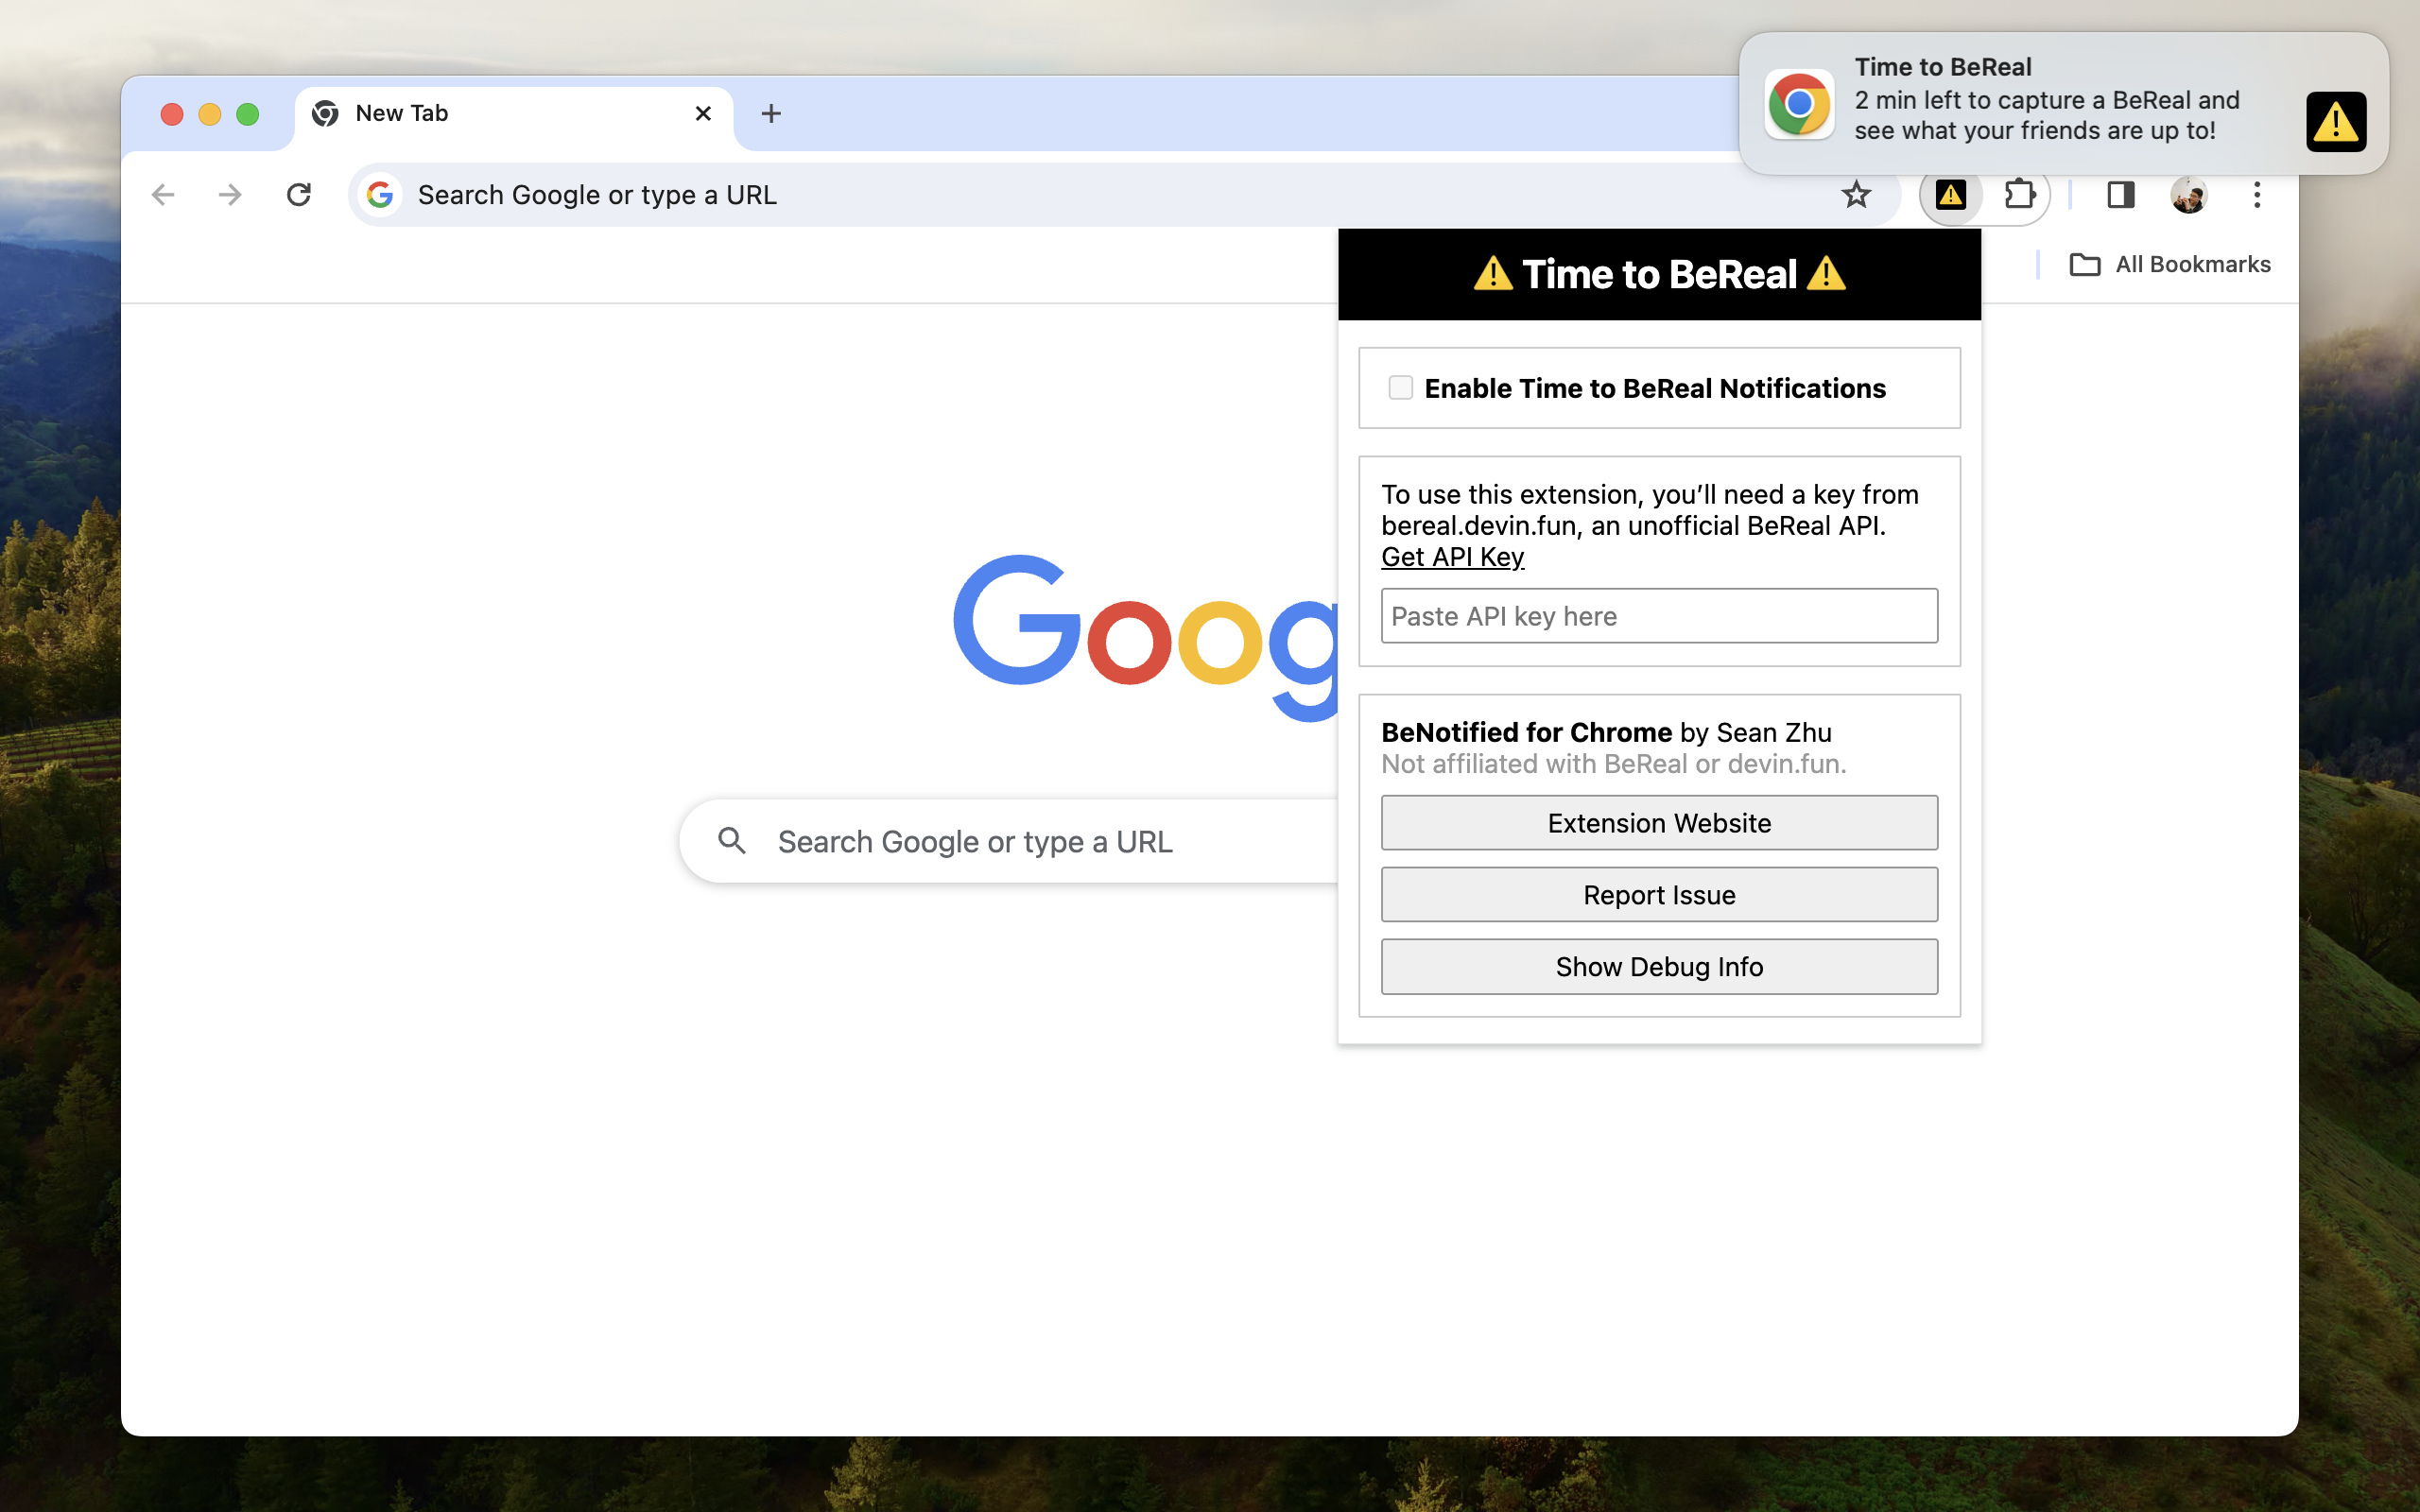 Time to BeReal
2 min left to capture a BeReal and
see what your friends are up to!
New Tab
Search Google or type a URL
All Bookmarks
⚠️ Time to BeReal ⚠️
Enable Time to BeReal Notifications
To use this extension, you’ll need a key from
bereal.devin.fun, an unofficial BeReal API.
Get API Key
Paste API key here
BeNotified for Chrome by Sean Zhu
Not affiliated with BeReal or devin.fun.
Extension Website
Report Issue
Show Debug Info
Goog
Search Google or type a URL